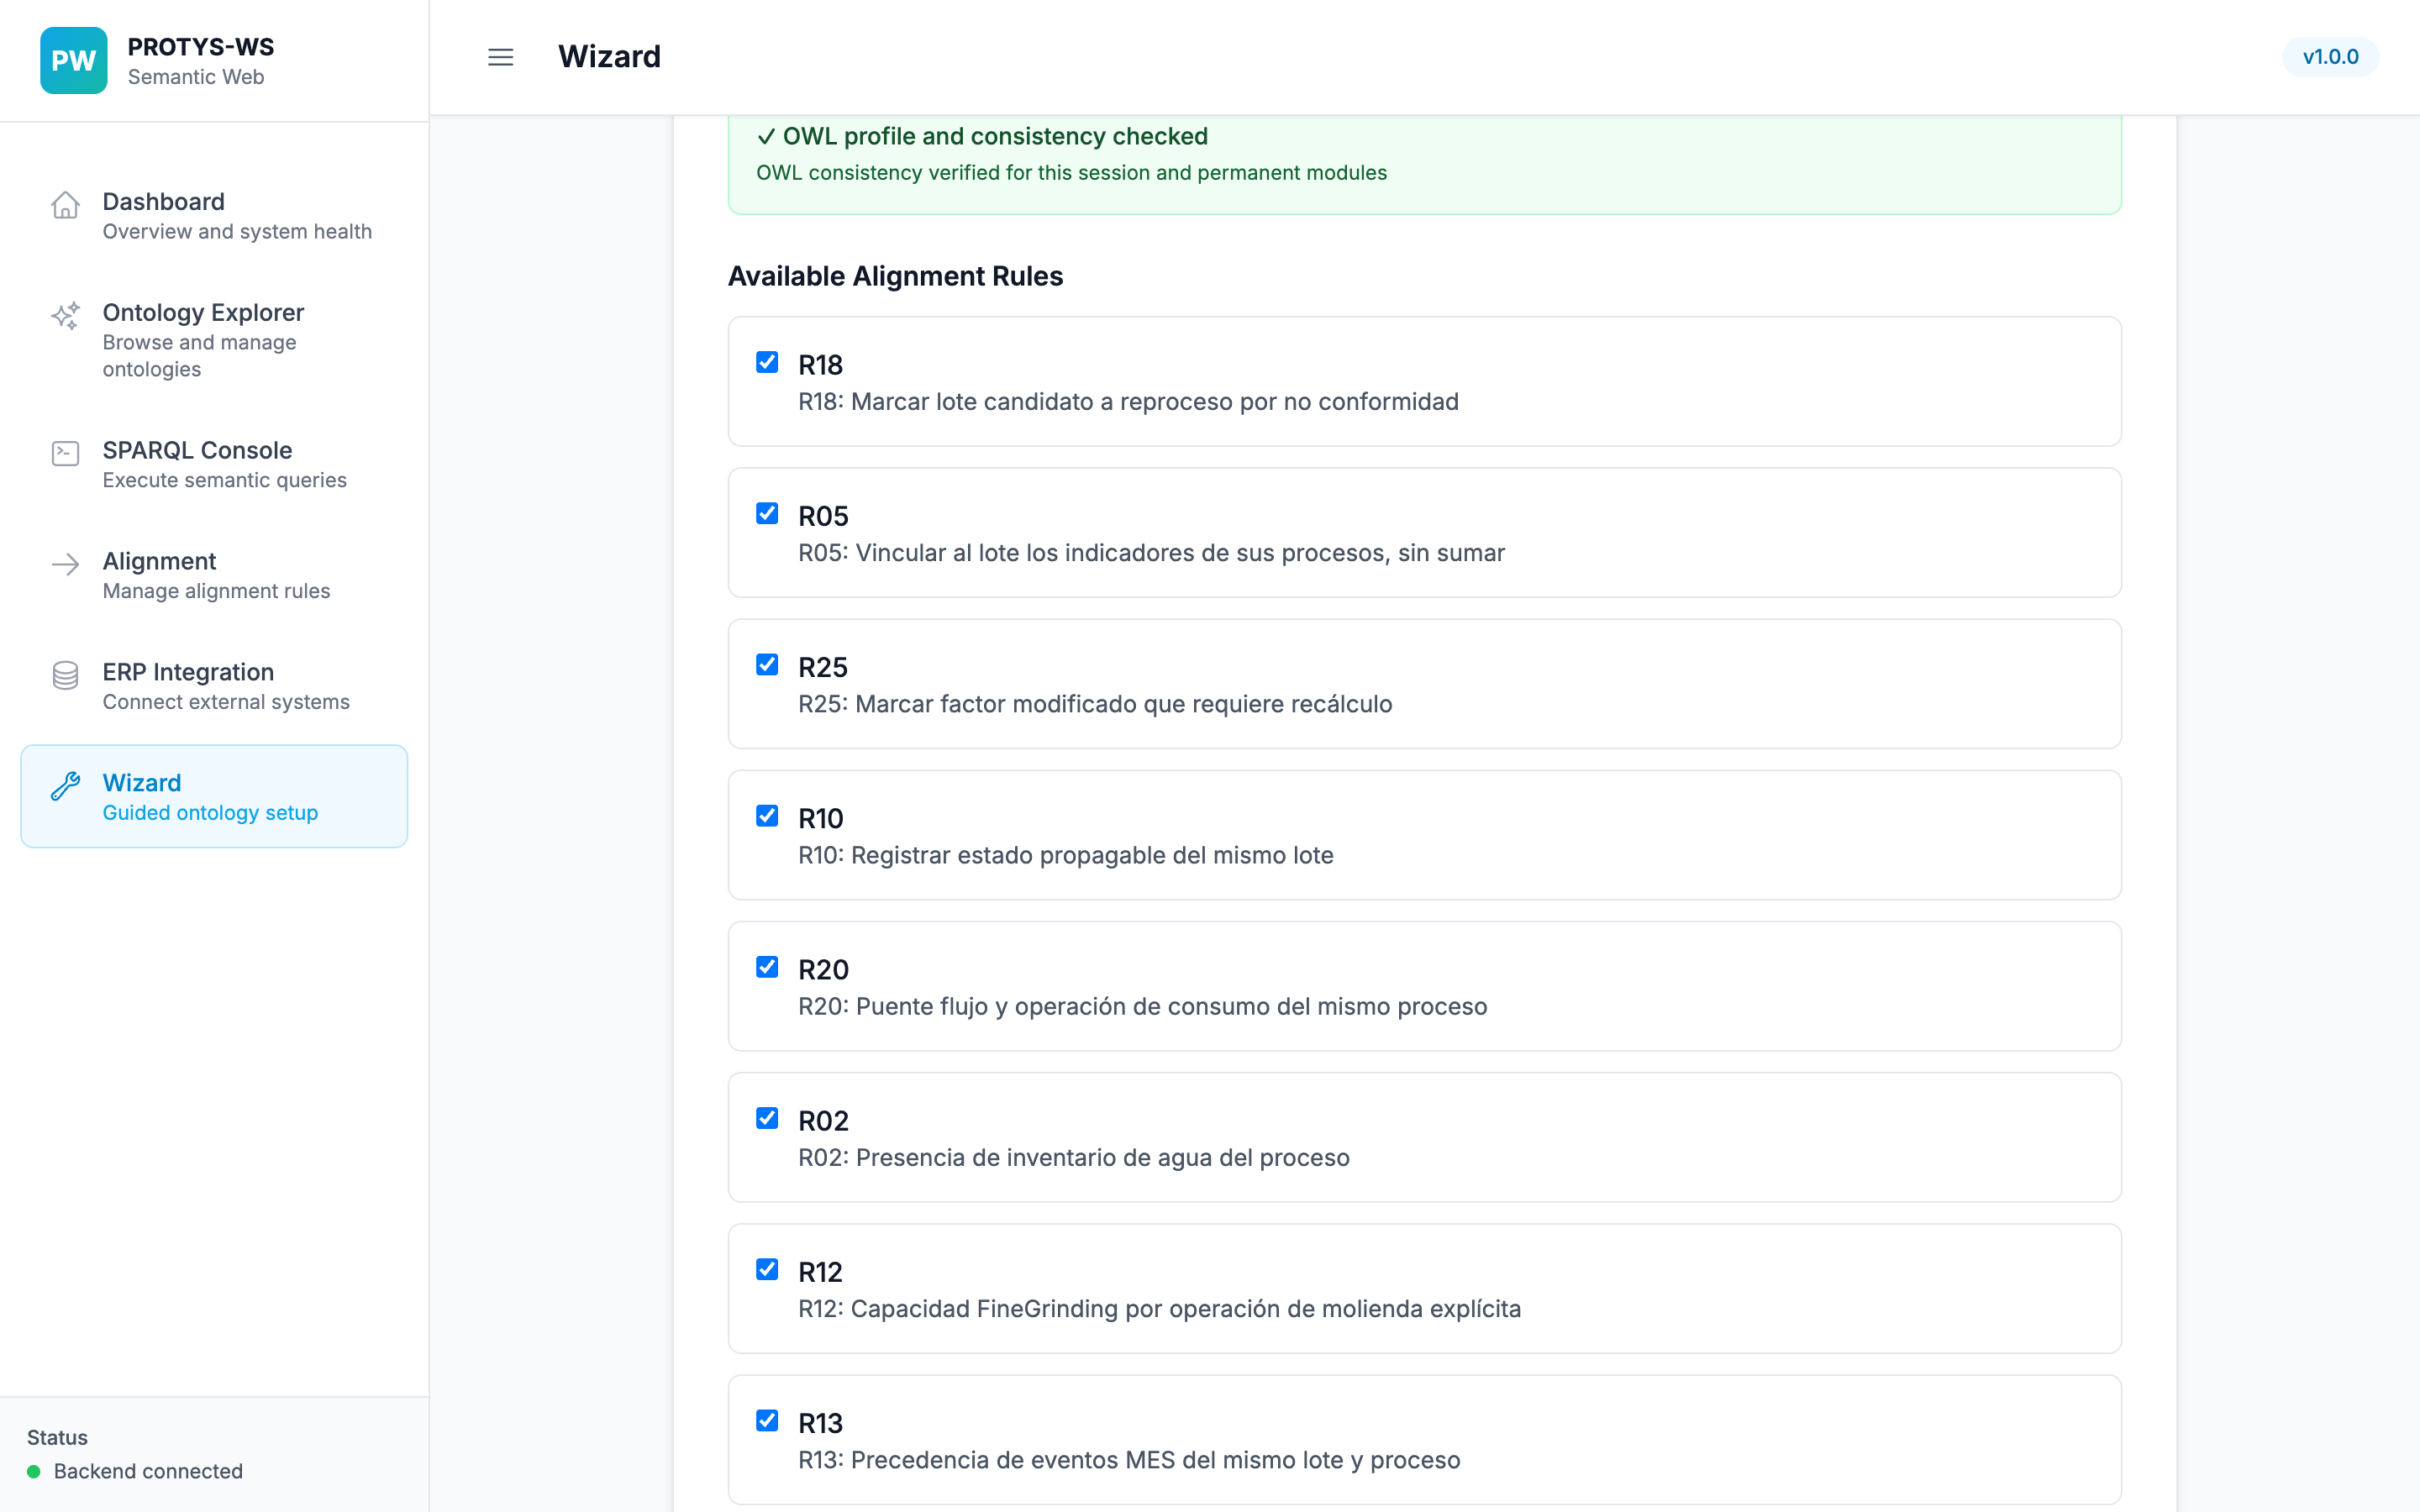 PW
PROTYS-WS
Semantic Web
Dashboard
Overview and system health
Ontology Explorer
Browse and manage
ontologies
SPARQL Console
Execute semantic queries
Alignment
Manage alignment rules
ERP Integration
Connect external systems
Wizard
Guided ontology setup
Status
Backend connected
Wizard
v1.0.0
✓ OWL profile and consistency checked
OWL consistency verified for this session and permanent modules
Available Alignment Rules
R18
R18: Marcar lote candidato a reproceso por no conformidad
R05
R05: Vincular al lote los indicadores de sus procesos, sin sumar
R25
R25: Marcar factor modificado que requiere recálculo
R10
R10: Registrar estado propagable del mismo lote
R20
R20: Puente flujo y operación de consumo del mismo proceso
R02
R02: Presencia de inventario de agua del proceso
R12
R12: Capacidad FineGrinding por operación de molienda explícita
R13
R13: Precedencia de eventos MES del mismo lote y proceso